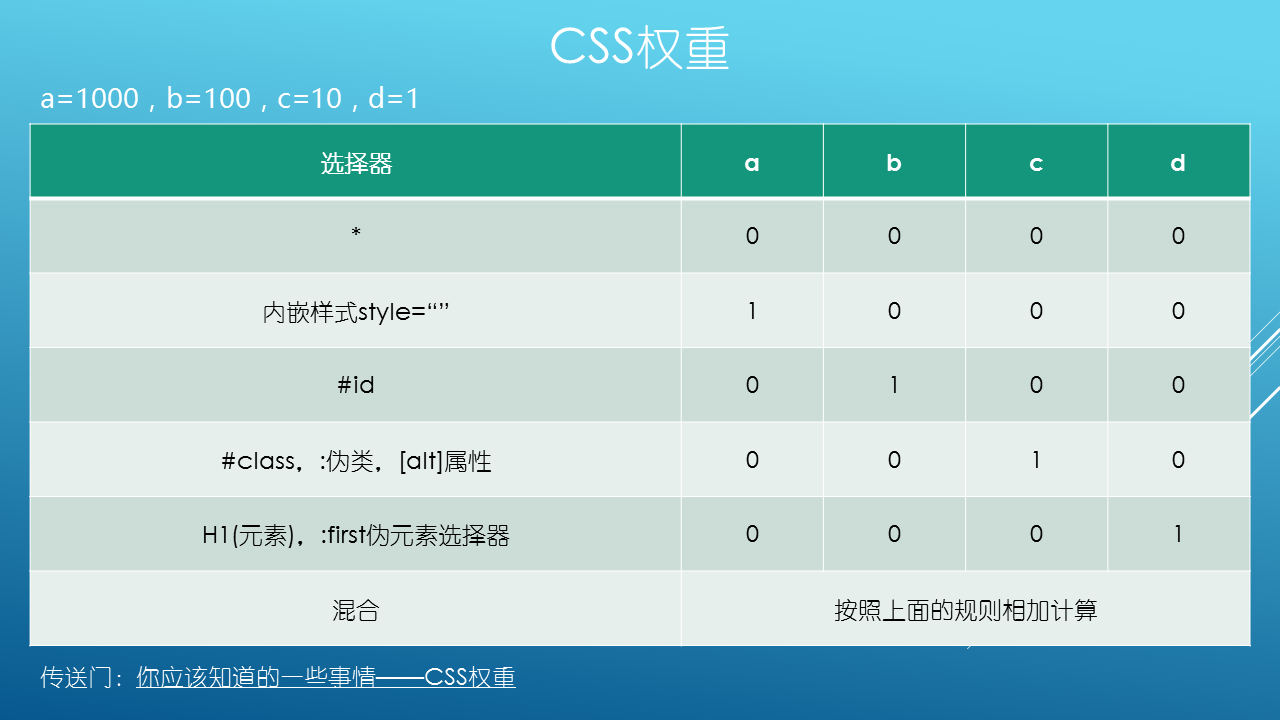 CSS权重
a=1000，b=100，c=10，d=1
选择器 a b c d
* 0 0 0 0
内嵌样式style=“” 1 0 0 0
#id 0 1 0 0
#class，:伪类，[alt]属性 0 0 1 0
H1(元素)，:first伪元素选择器 0 0 0 1
混合 按照上面的规则相加计算
传送门：你应该知道的一些事情——CSS权重